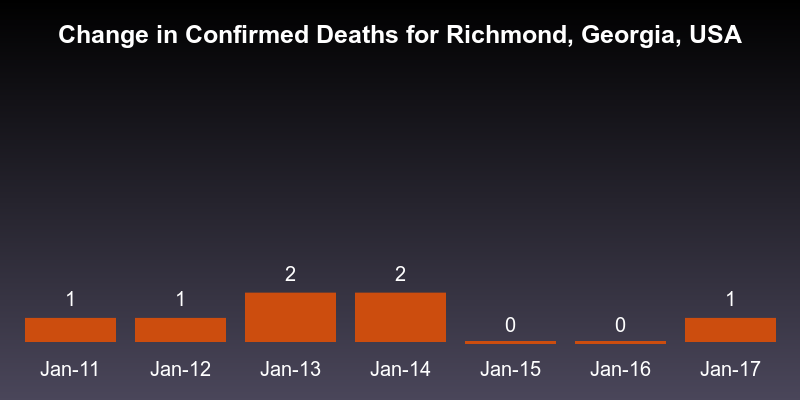 Change in Confirmed Deaths for Richmond, Georgia, USA
1 1 2 2 0 0 1
Jan-11 Jan-12 Jan-13 Jan-14 Jan-15 Jan-16 Jan-17